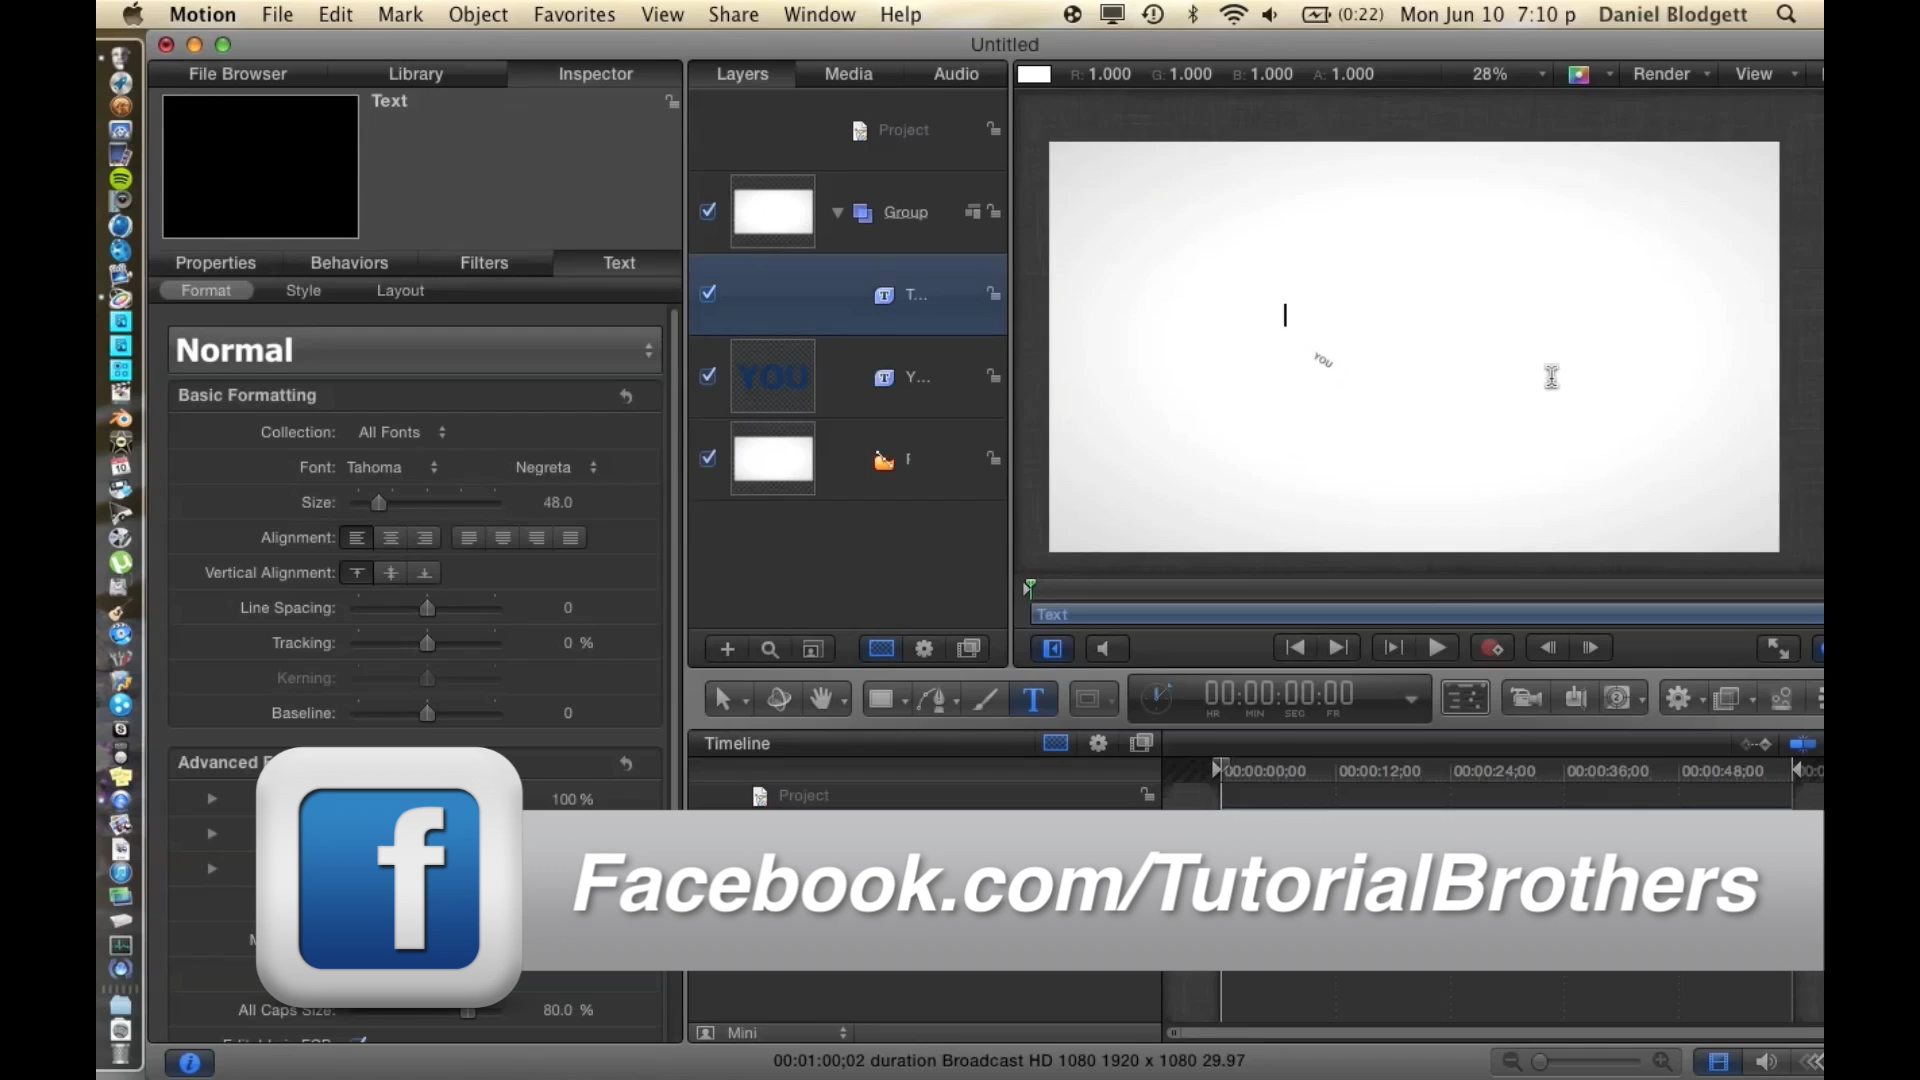 Motion File Edit Mark Object Favorites View Share Window Help (0:22) Mon Jun 10 7:10 p Daniel Blodgett
Untitled
File Browser Library Inspector
Text
Properties Behaviors Filters Text
Format Style Layout
Normal
Basic Formatting
Collection: All Fonts
Font: Tahoma Negreta
Size: 48.0
Alignment:
Vertical Alignment:
Line Spacing: 0
Tracking: 0 %
Kerning:
Baseline: 0
Advanced
100 %
All Caps Size: 80.0 %
Layers Media Audio
Project
Group
T...
YOU Y...
R: 1.000 G: 1.000 B: 1.000 A: 1.000 28% Render View
YOU
Text
00:00:00:00
HR MIN SEC FR
Timeline
00:00:00;00 00:00:12;00 00:00:24;00 00:00:36;00 00:00:48;00
Project
f
Facebook.com/TutorialBrothers
Mini
00:01:00;02 duration Broadcast HD 1080 1920 x 1080 29.97